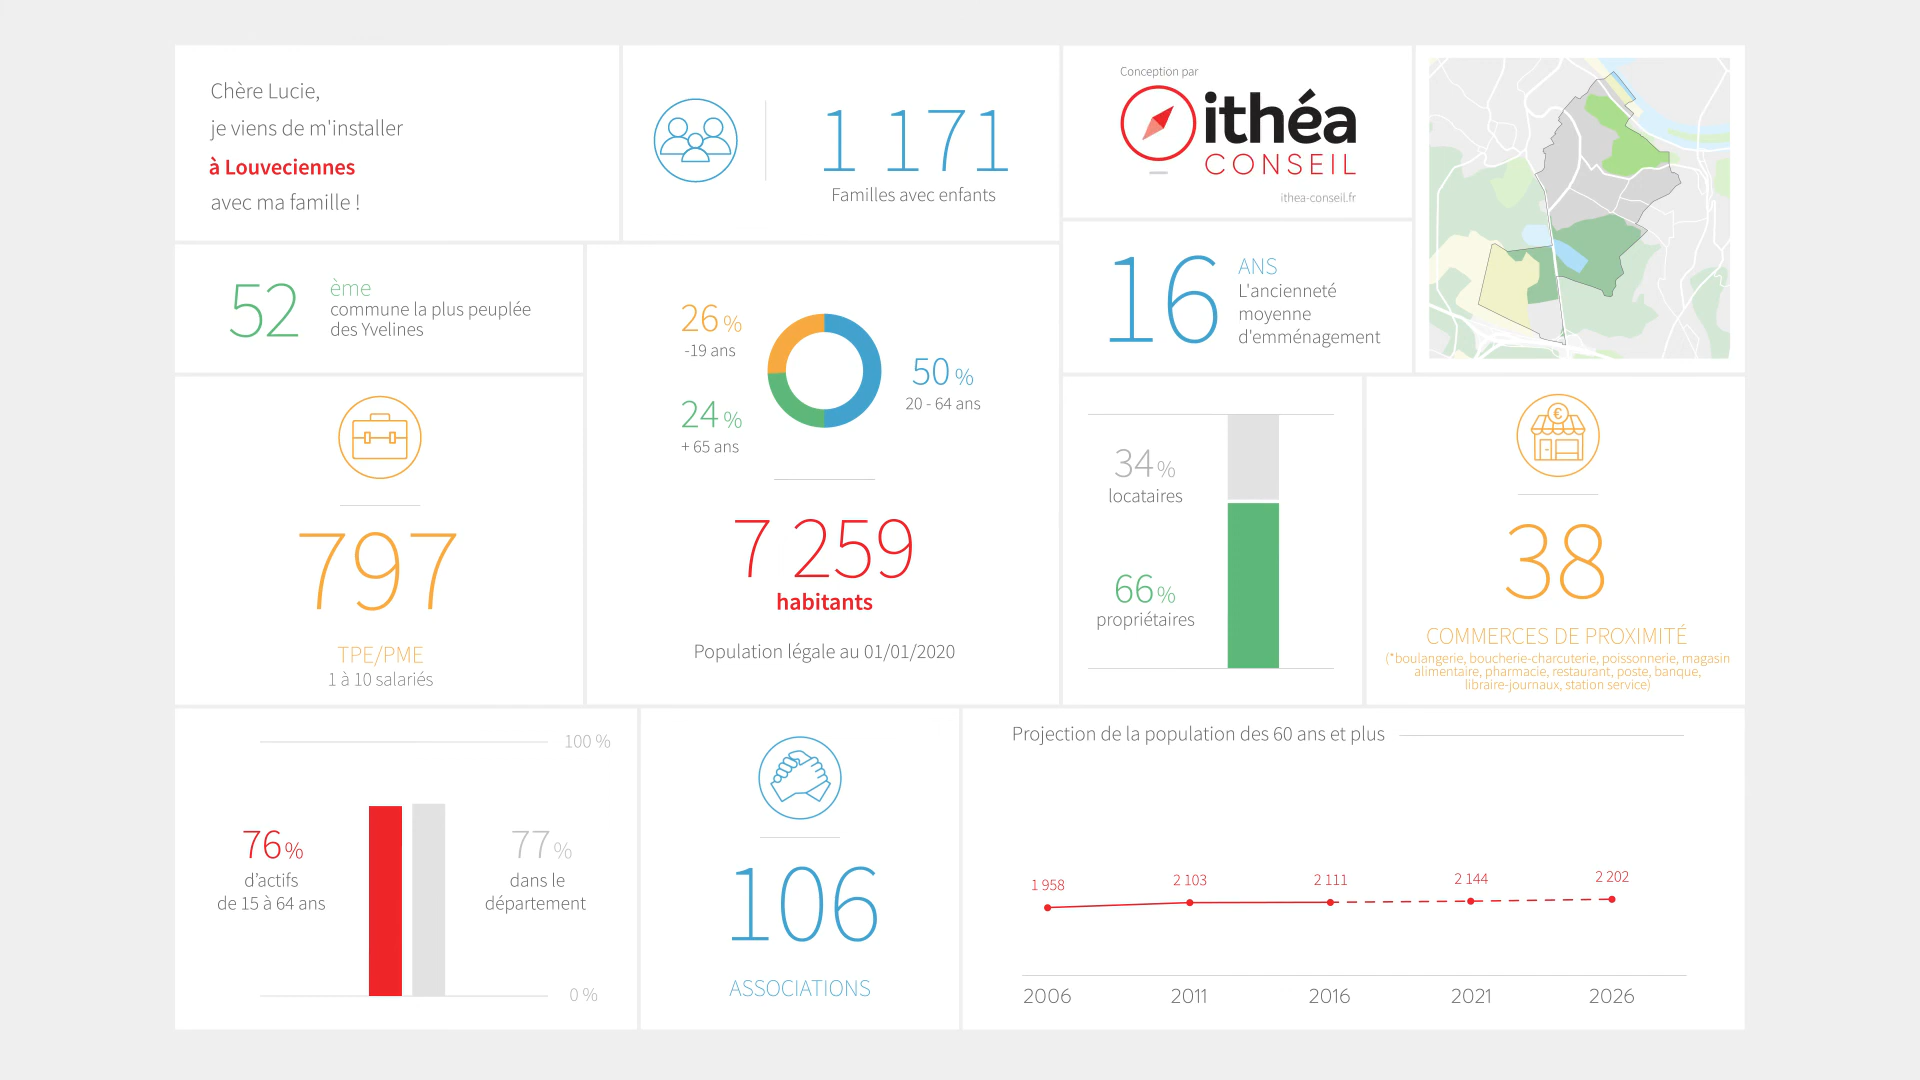 Chère Lucie,
je viens de m'installer
à Louveciennes
avec ma famille !
1 171
Familles avec enfants
Conception par
ithéa
CONSEIL
ithea-conseil.fr
52
ème
commune la plus peuplée
des Yvelines
26 %
-19 ans
24 %
+ 65 ans
50 %
20 - 64 ans
7 259
habitants
Population légale au 01/01/2020
16
ANS
L'ancienneté
moyenne
d'emménagement
797
TPE/PME
1 à 10 salariés
34 %
locataires
66 %
propriétaires
€
38
COMMERCES DE PROXIMITÉ
(*boulangerie, boucherie-charcuterie, poissonnerie, magasin
alimentaire, pharmacie, restaurant, poste, banque,
libraire-journaux, station service)
100 %
76 %
d'actifs
de 15 à 64 ans
77 %
dans le
département
0 %
106
ASSOCIATIONS
Projection de la population des 60 ans et plus
1 958
2 103
2 111
2 144
2 202
2006
2011
2016
2021
2026